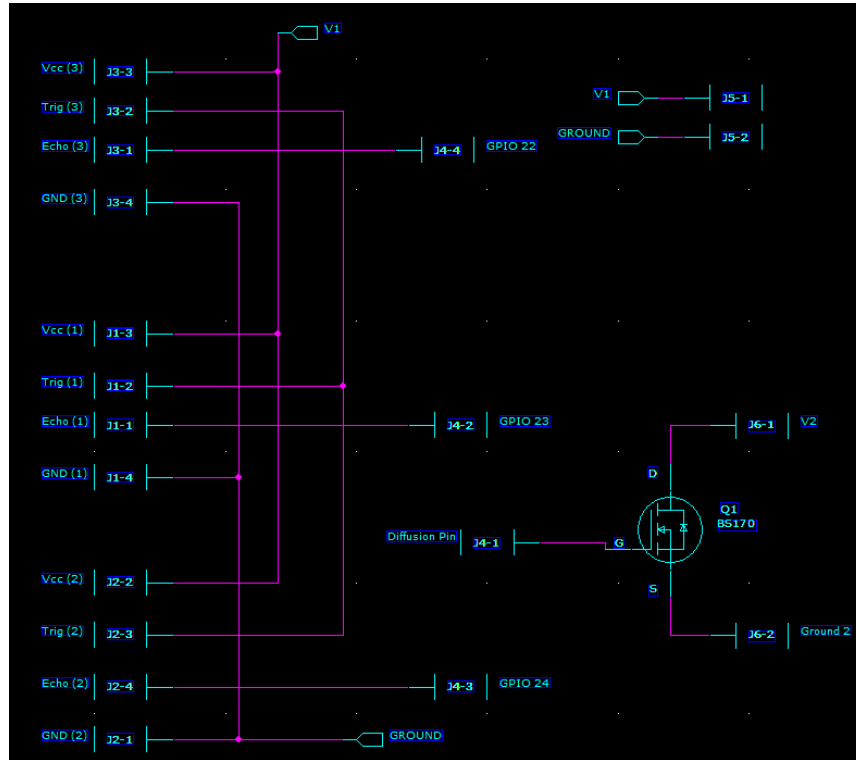 V1
Vcc (3) J3-3
V1 J5-1
Trig (3) J3-2
GROUND J5-2
Echo (3) J3-1 J4-4 GPIO 22
GND (3) J3-4
Vcc (1) J1-3
Trig (1) J1-2
Echo (1) J1-1 J4-2 GPIO 23
J6-1 V2
GND (1) J1-4
D
Q1
BS170
Diffusion Pin J4-1 G
Vcc (2) J2-2
S
Trig (2) J2-3
J6-2 Ground 2
Echo (2) J2-4 J4-3 GPIO 24
GND (2) J2-1 GROUND